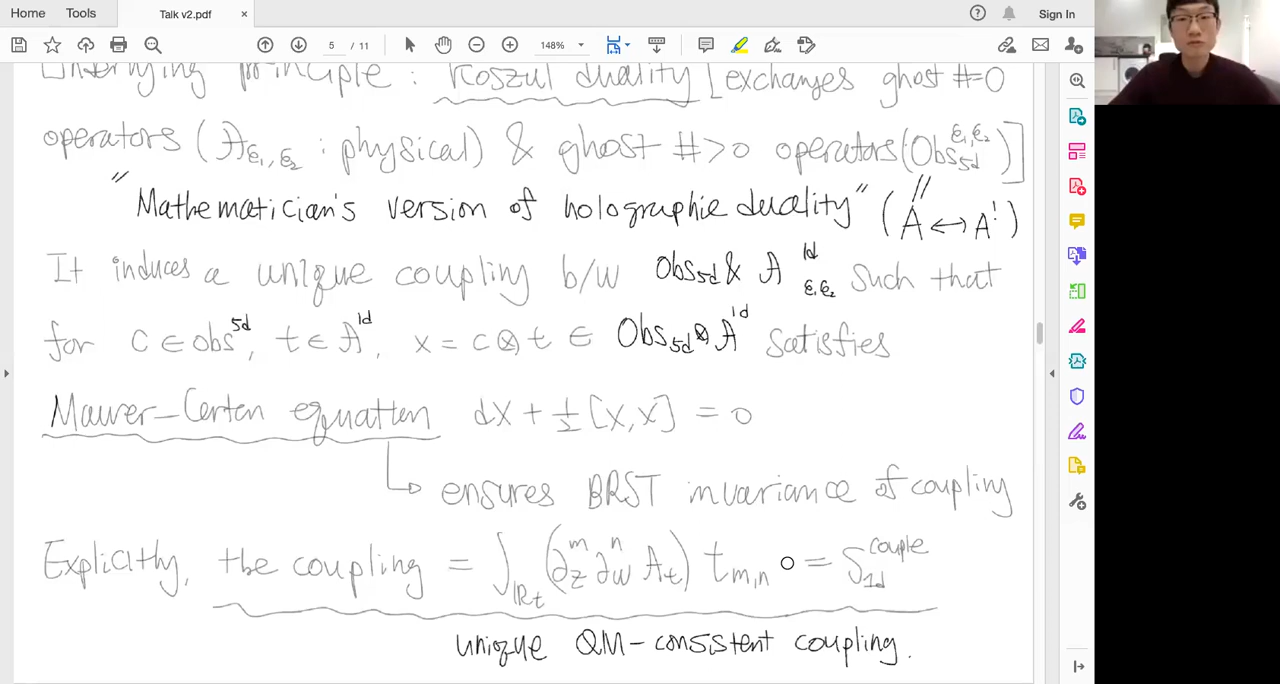 Home Tools Talk v2.pdf × Sign In
5 / 11 148%
Underlying principle : Koszul duality [exchanges ghost #=0
operators (A_{ε₁,ε₂} : physical) & ghost #>0 operators (Obs_{5d}^{ε₁,ε₂})]
"Mathematician's version of holographic duality" (A ↔ A^!)
It induces a unique coupling b/w Obs_{5d} & A^{1d}_{ε₁,ε₂} such that
for c ∈ obs^{5d}, t ∈ A^{1d}, x = c ⊗ t ∈ Obs_{5d} ⊗ A^{1d} satisfies
Maurer-Cartan equation dX + 1/2 [X,X] = 0
ensures BRST invariance of coupling
Explicitly, the coupling = ∫_{ℝ_t} (∂_z^m ∂_w^n A_t) t_{m,n} = S_{1d}^{couple}
unique QM-consistent coupling.